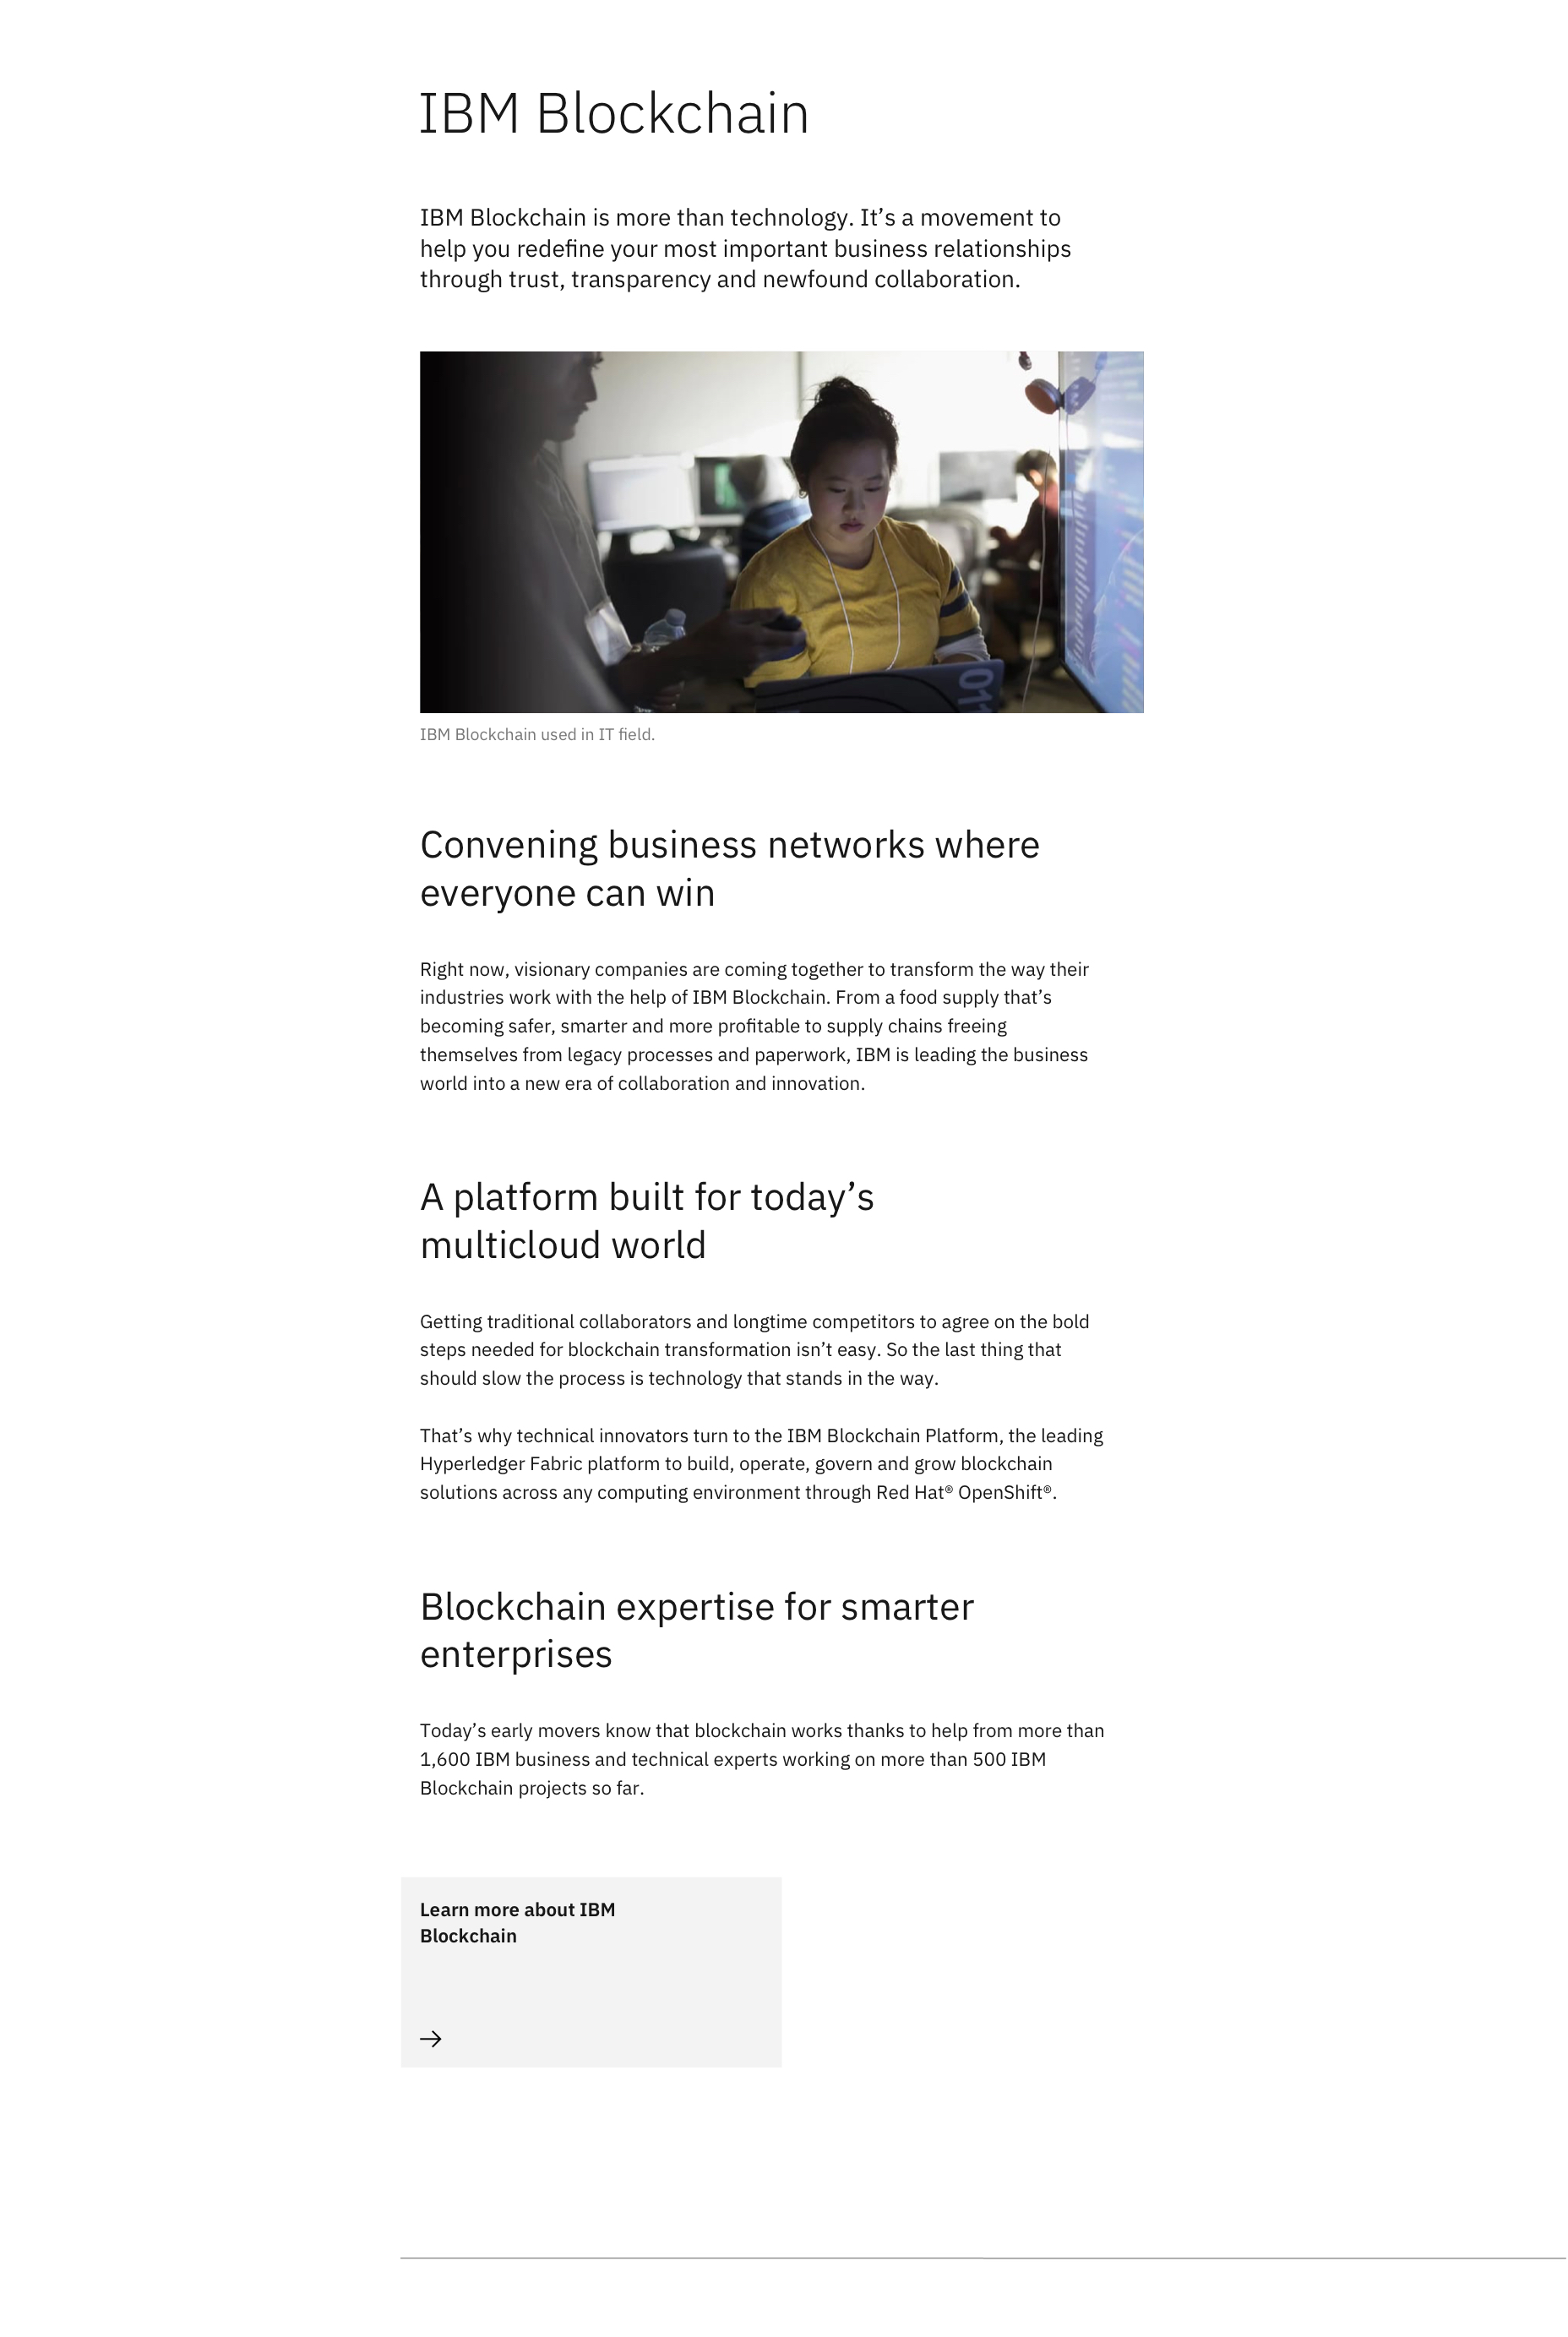 IBM Blockchain
IBM Blockchain is more than technology. It’s a movement to
help you redefine your most important business relationships
through trust, transparency and newfound collaboration.
01
IBM Blockchain used in IT field.
Convening business networks where
everyone can win
Right now, visionary companies are coming together to transform the way their
industries work with the help of IBM Blockchain. From a food supply that’s
becoming safer, smarter and more profitable to supply chains freeing
themselves from legacy processes and paperwork, IBM is leading the business
world into a new era of collaboration and innovation.
A platform built for today’s
multicloud world
Getting traditional collaborators and longtime competitors to agree on the bold
steps needed for blockchain transformation isn’t easy. So the last thing that
should slow the process is technology that stands in the way.
That’s why technical innovators turn to the IBM Blockchain Platform, the leading
Hyperledger Fabric platform to build, operate, govern and grow blockchain
solutions across any computing environment through Red Hat® OpenShift®.
Blockchain expertise for smarter
enterprises
Today’s early movers know that blockchain works thanks to help from more than
1,600 IBM business and technical experts working on more than 500 IBM
Blockchain projects so far.
Learn more about IBM
Blockchain